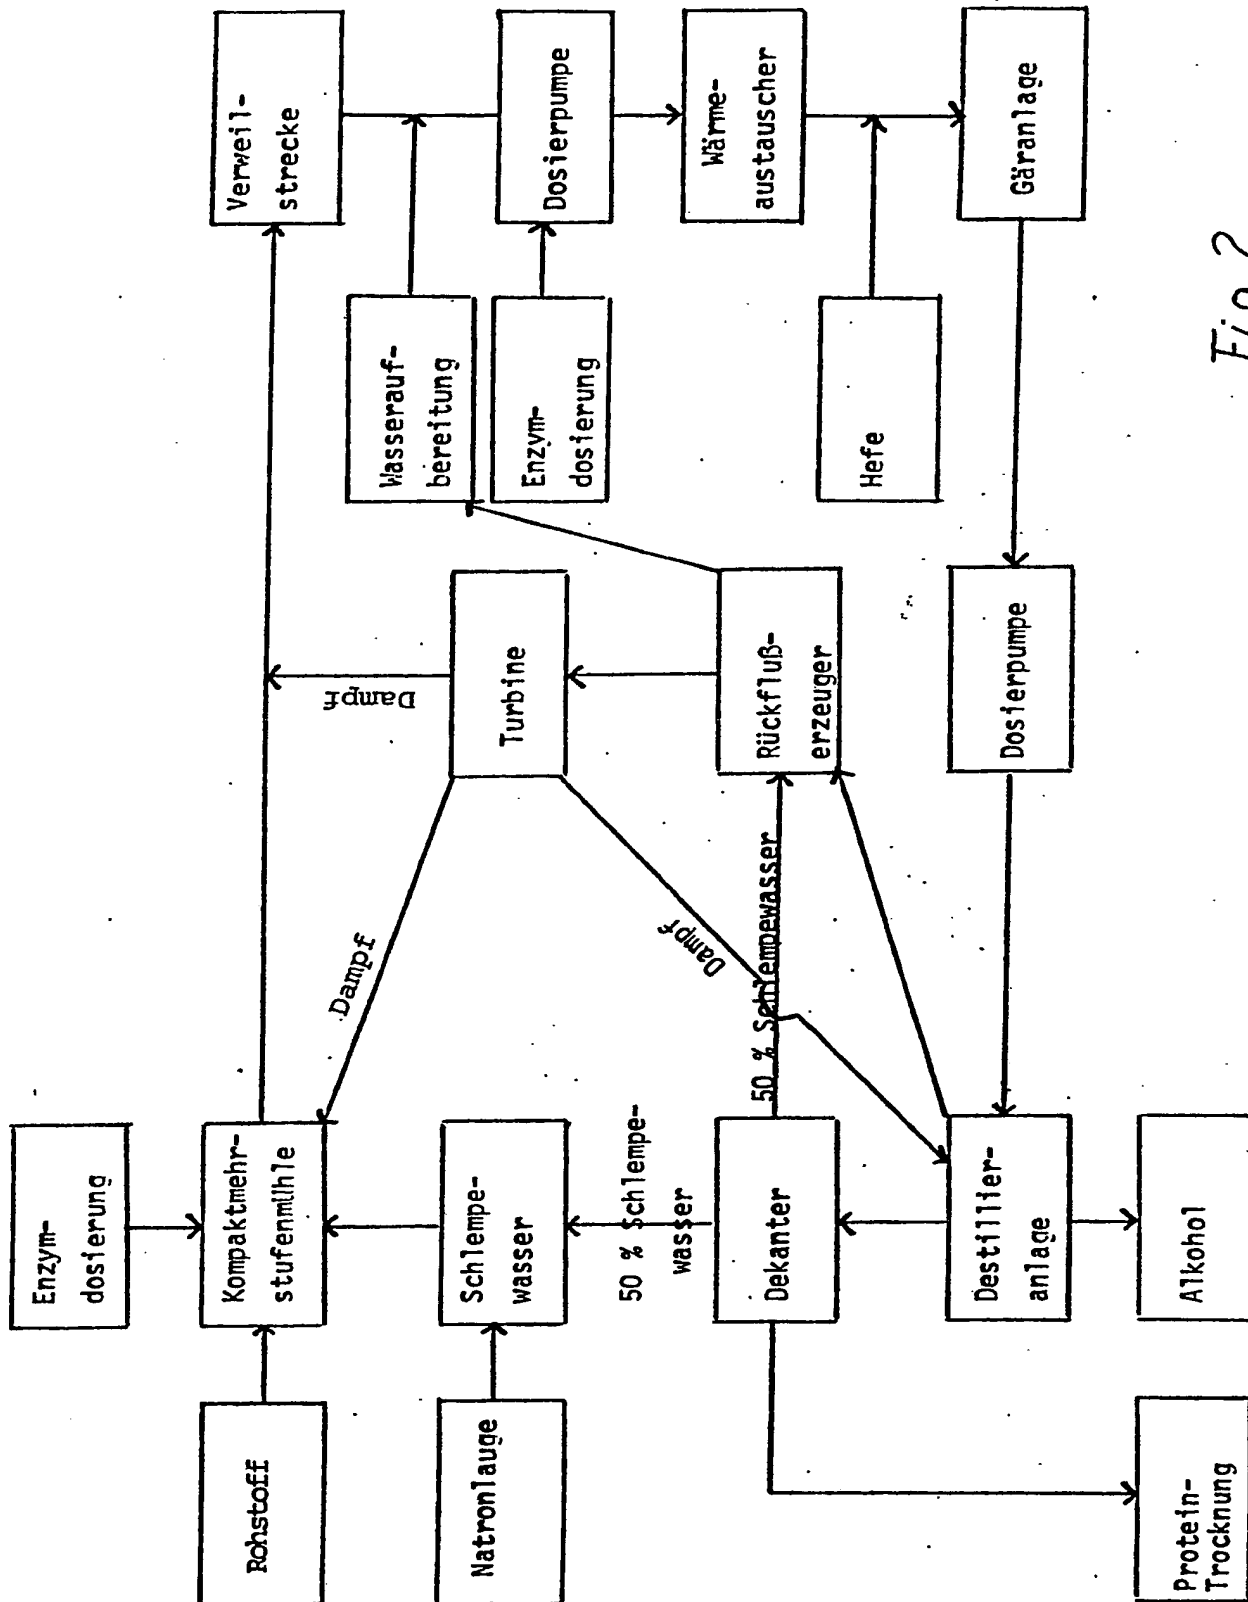 Enzym-
dosierung
Rohstoff
Kompaktmehr-
stufenmühle
Verweil-
strecke
Dampf
Dampf
Wasserauf-
bereitung
Natronlauge
Schlempe-
wasser
Turbine
Enzym-
dosierung
Dosierpumpe
50 % Schlempe-
wasser
Dampf
Dekanter
50 % Schlempewasser
Rückfluß-
erzeuger
Wärme-
austauscher
Hefe
Destillier-
anlage
Dosierpumpe
Gäranlage
Protein-
Trocknung
Alkohol
Fig. 2